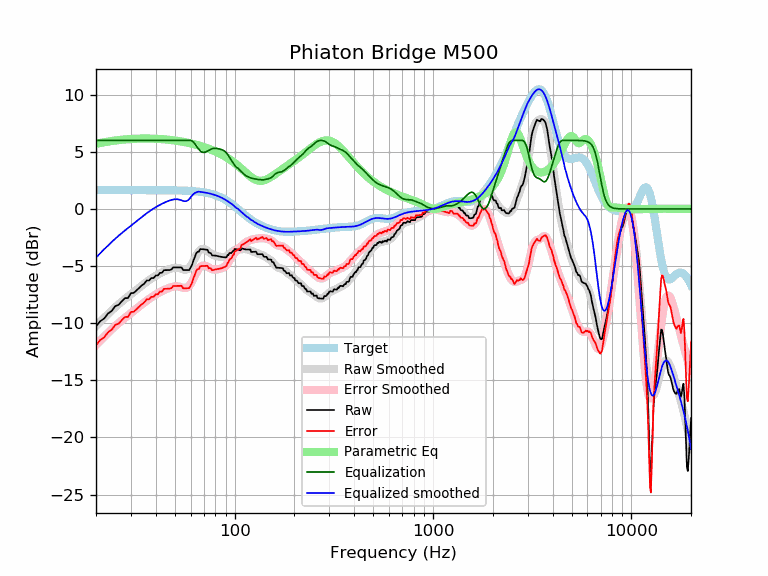 Phiaton Bridge M500
Amplitude (dBr)
10
5
0
−5
−10
−15
−20
−25
Target
Raw Smoothed
Error Smoothed
Raw
Error
Parametric Eq
Equalization
Equalized smoothed
100
1000
10000
Frequency (Hz)